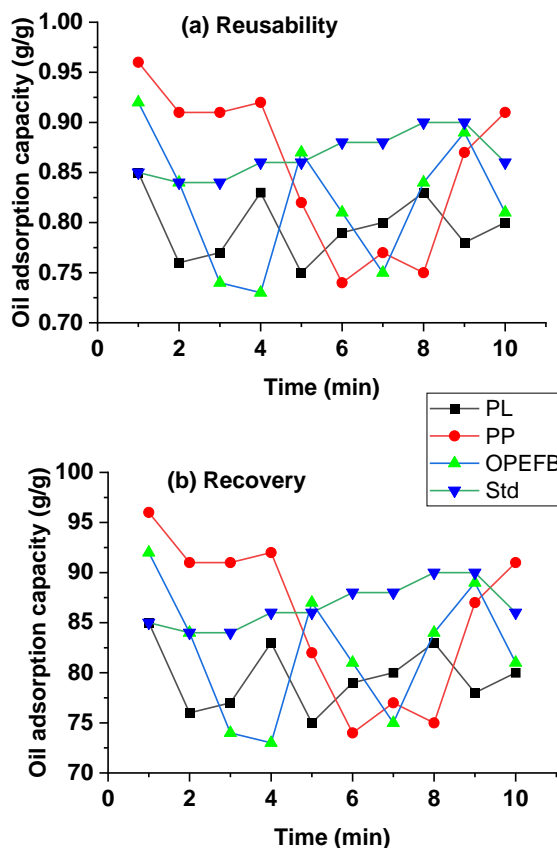 (a) Reusability
Oil adsorption capacity (g/g)
1.00
0.95
0.90
0.85
0.80
0.75
0.70
0 2 4 6 8 10
Time (min)
PL
PP
OPEFB
Std
(b) Recovery
Oil adsorption capacity (g/g)
100
95
90
85
80
75
70
0 2 4 6 8 10
Time (min)